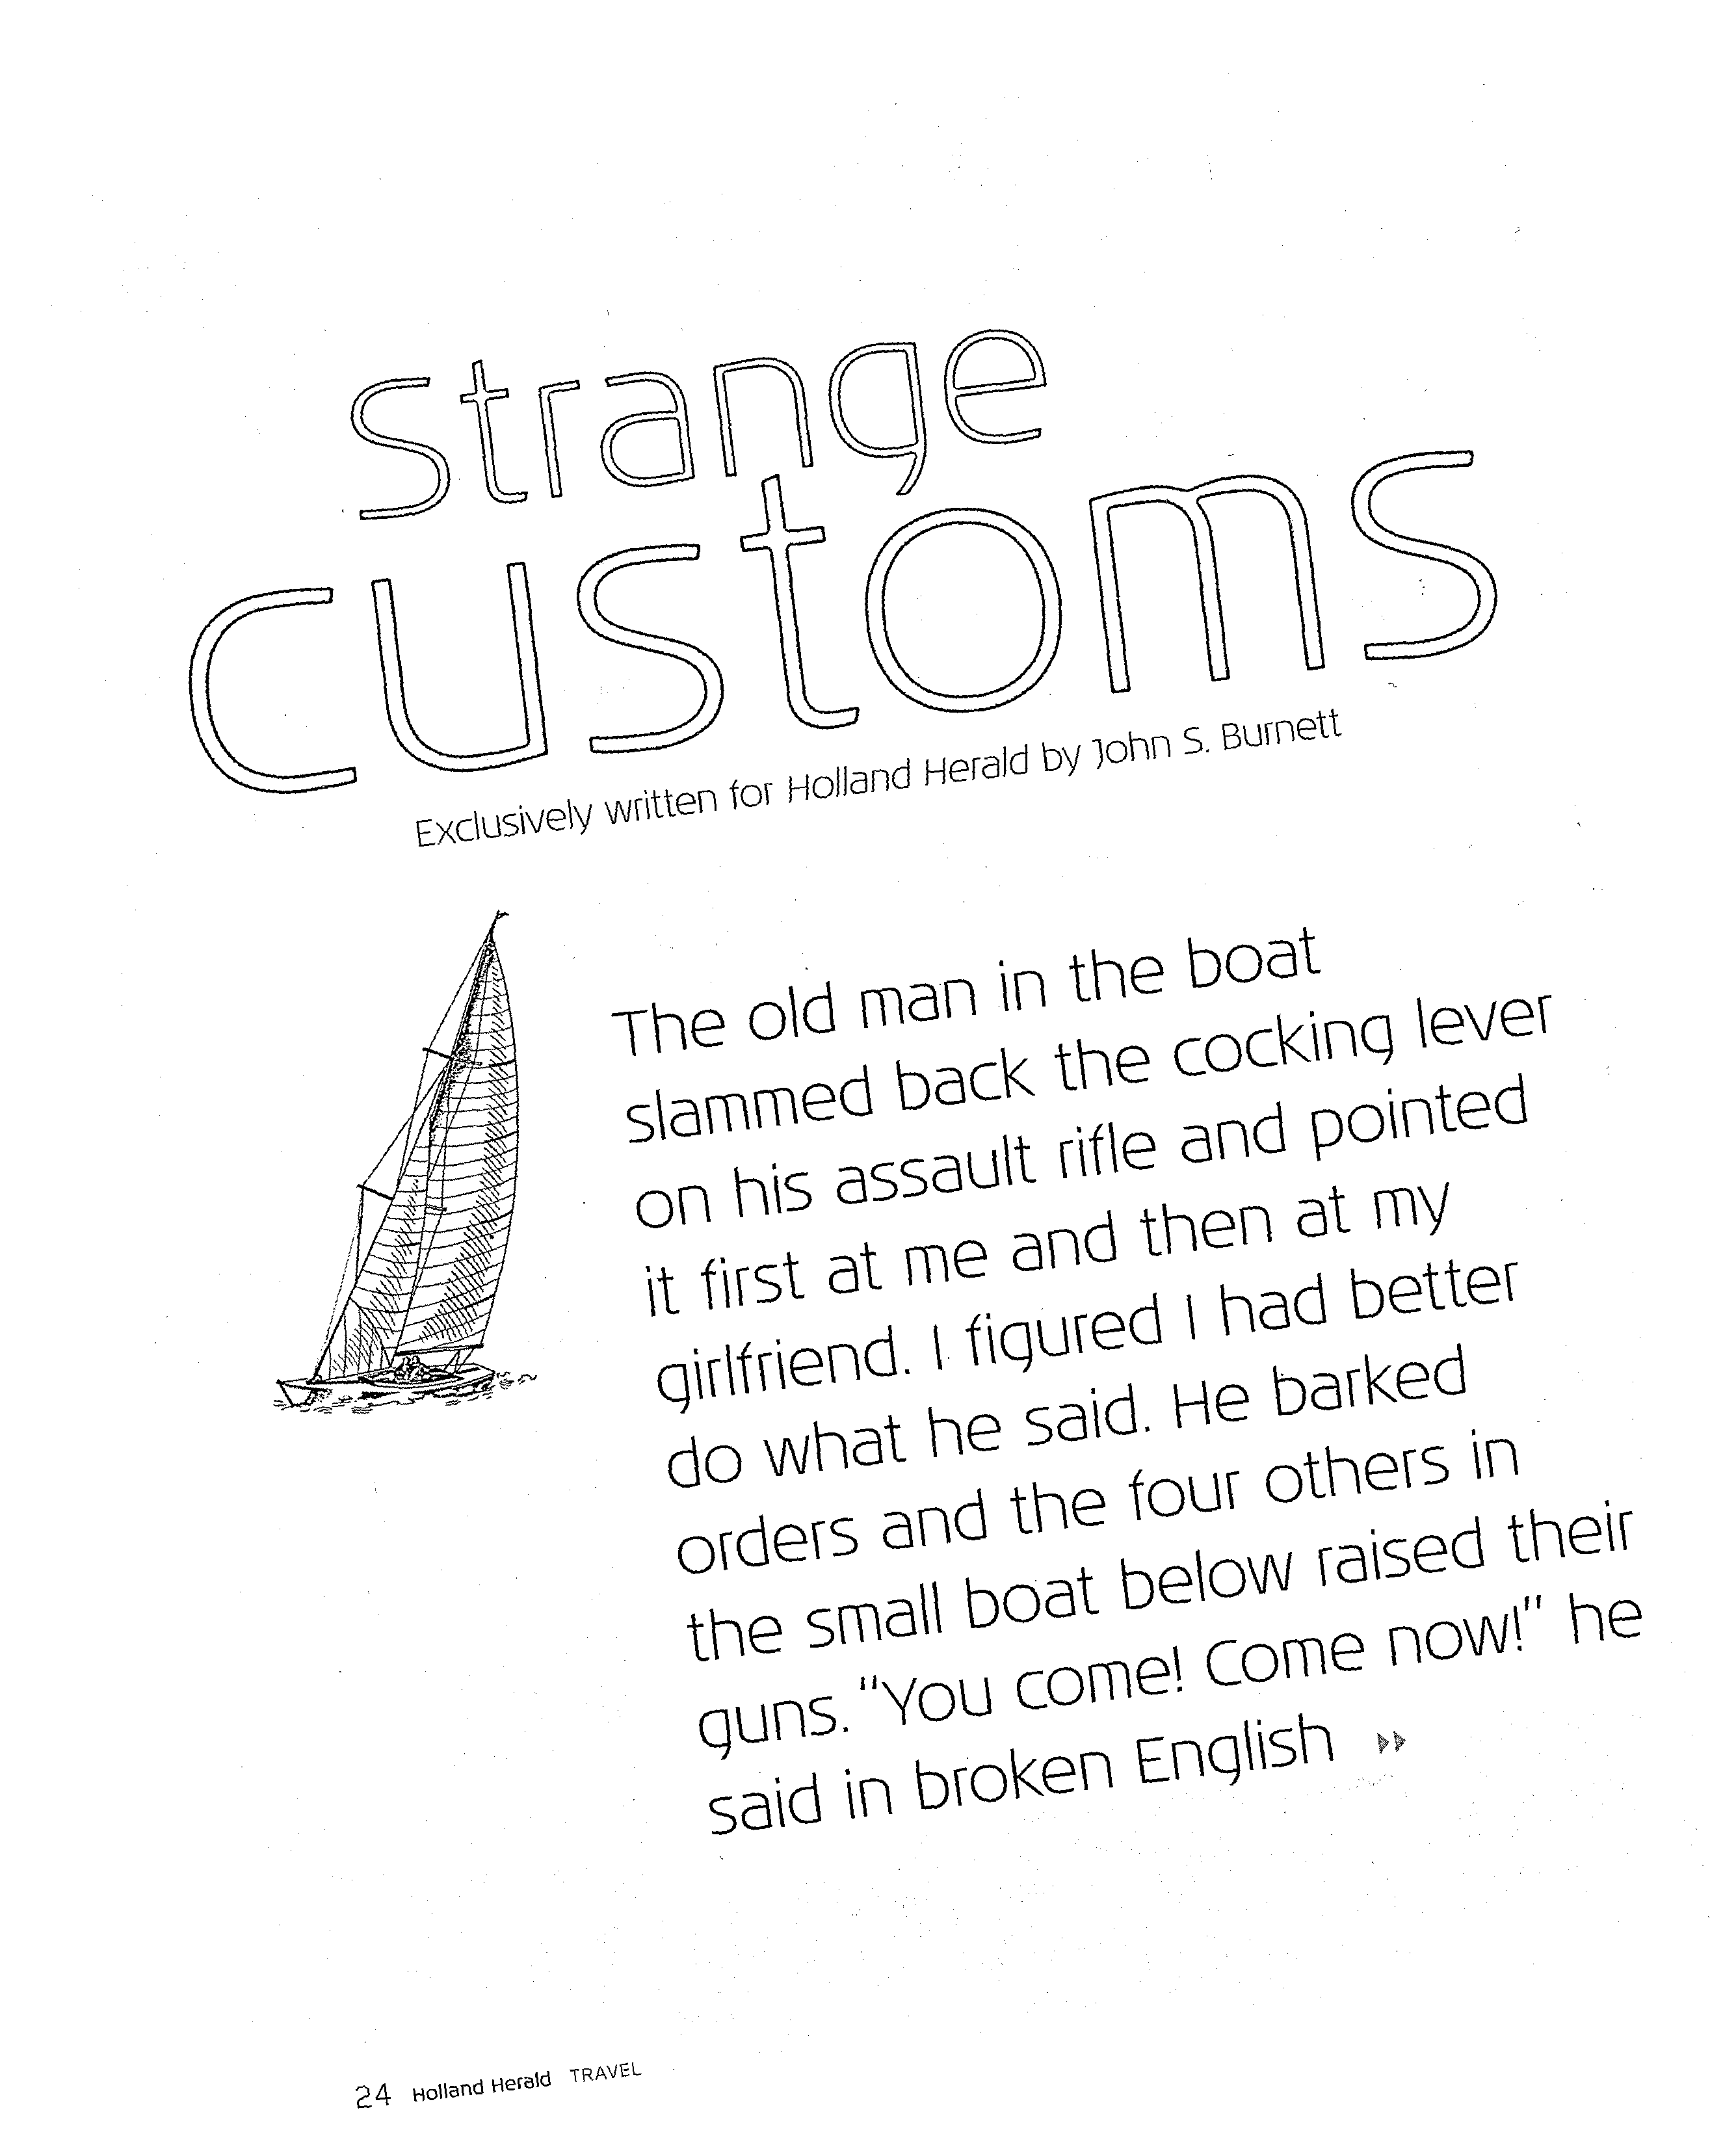 Strange
customs
Exclusively written for Holland Herald by John S. Burnett
The old man in the boat
slammed back the cocking lever
on his assault rifle and pointed
it first at me and then at my
girlfriend. I figured I had better
do what he said. He barked
orders and the four others in
the small boat below raised their
guns. "You come! Come now!" he
said in broken English
24 Holland Herald TRAVEL